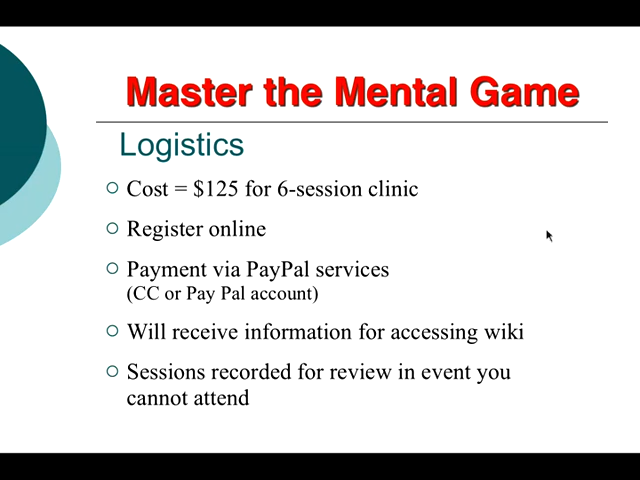 Master the Mental Game
Logistics
Cost = $125 for 6-session clinic
Register online
Payment via PayPal services
(CC or Pay Pal account)
Will receive information for accessing wiki
Sessions recorded for review in event you
cannot attend